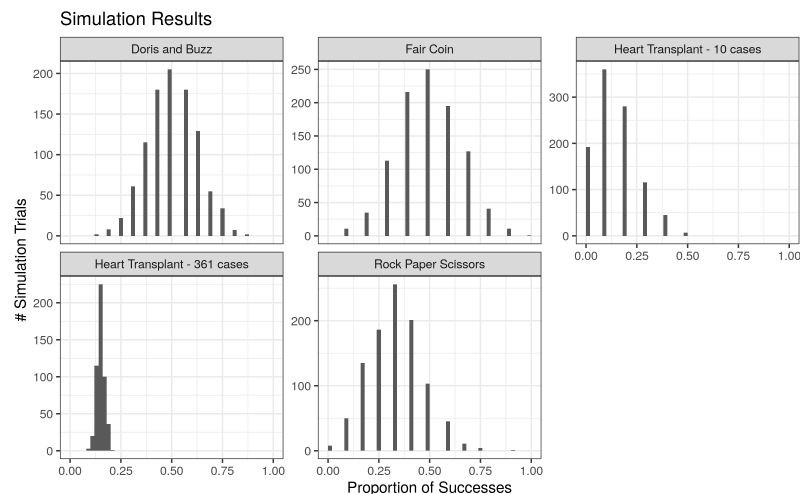 Simulation Results
Doris and Buzz
Fair Coin
Heart Transplant - 10 cases
200
150
100
50
0
250
200
150
100
50
0
300
200
100
0
0.00 0.25 0.50 0.75 1.00
# Simulation Trials
Heart Transplant - 361 cases
Rock Paper Scissors
200
150
100
50
0
200
100
0
0.00 0.25 0.50 0.75 1.00
0.00 0.25 0.50 0.75 1.00
Proportion of Successes